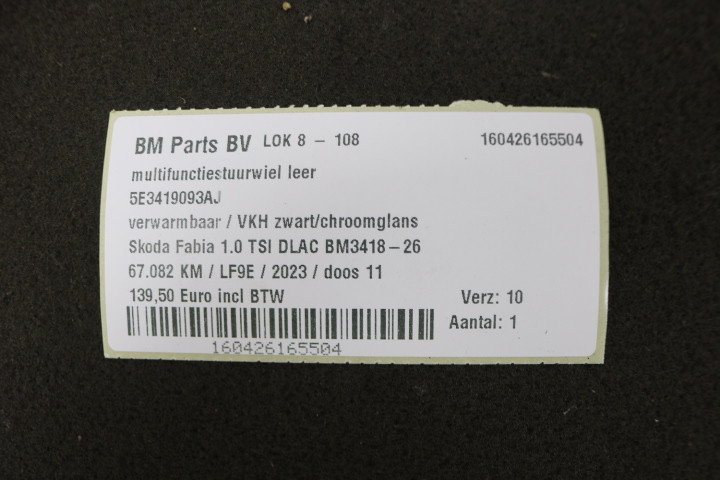 BM Parts BV LOK 8 - 108 160426165504
multifunctiestuurwiel leer
5E3419093AJ
verwarmbaar / VKH zwart/chroomglans
Skoda Fabia 1.0 TSI DLAC BM3418-26
67.082 KM / LF9E / 2023 / doos 11
139,50 Euro incl BTW Verz: 10
Aantal: 1
160426165504